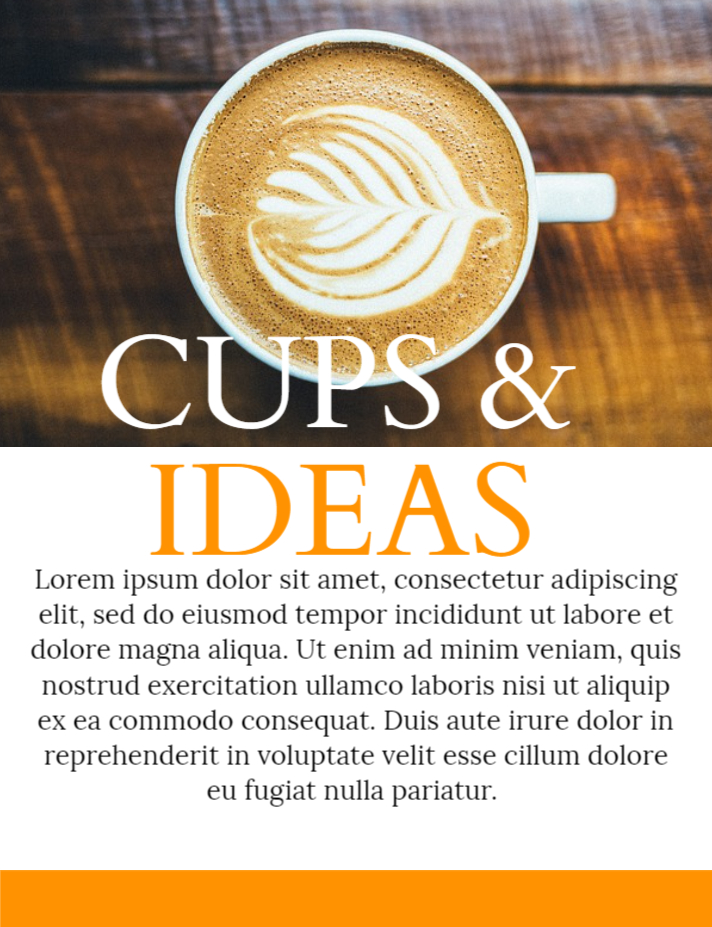 CUPS &
IDEAS
Lorem ipsum dolor sit amet, consectetur adipiscing
elit, sed do eiusmod tempor incididunt ut labore et
dolore magna aliqua. Ut enim ad minim veniam, quis
nostrud exercitation ullamco laboris nisi ut aliquip
ex ea commodo consequat. Duis aute irure dolor in
reprehenderit in voluptate velit esse cillum dolore
eu fugiat nulla pariatur.